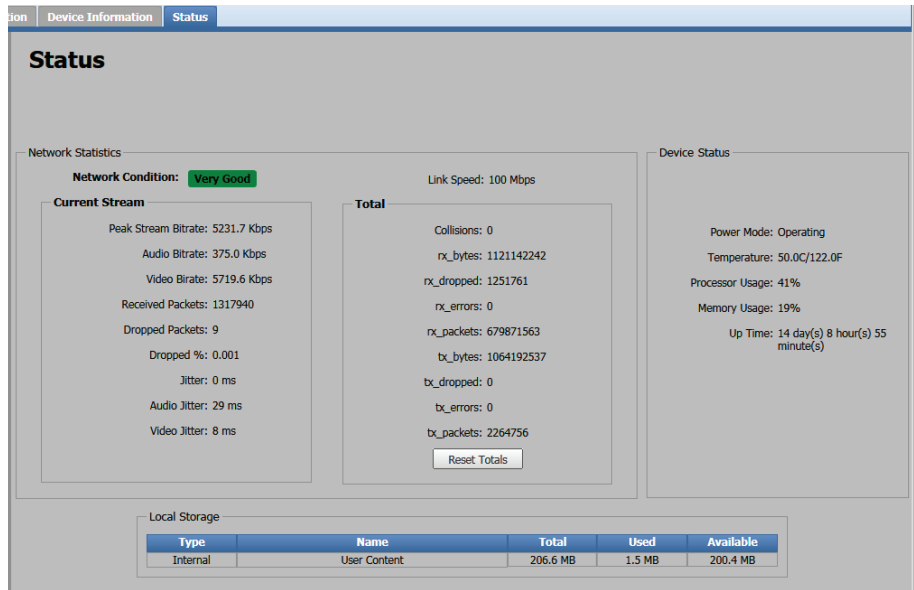 tion Device Information Status
Status
Network Statistics
Network Condition: Very Good
Link Speed: 100 Mbps
Current Stream
Peak Stream Bitrate: 5231.7 Kbps
Audio Bitrate: 375.0 Kbps
Video Birate: 5719.6 Kbps
Received Packets: 1317940
Dropped Packets: 9
Dropped %: 0.001
Jitter: 0 ms
Audio Jitter: 29 ms
Video Jitter: 8 ms
Total
Collisions: 0
rx_bytes: 1121142242
rx_dropped: 1251761
rx_errors: 0
rx_packets: 679871563
tx_bytes: 1064192537
tx_dropped: 0
tx_errors: 0
tx_packets: 2264756
Reset Totals
Device Status
Power Mode: Operating
Temperature: 50.0C/122.0F
Processor Usage: 41%
Memory Usage: 19%
Up Time: 14 day(s) 8 hour(s) 55
minute(s)
Local Storage
Type Name Total Used Available
Internal User Content 206.6 MB 1.5 MB 200.4 MB